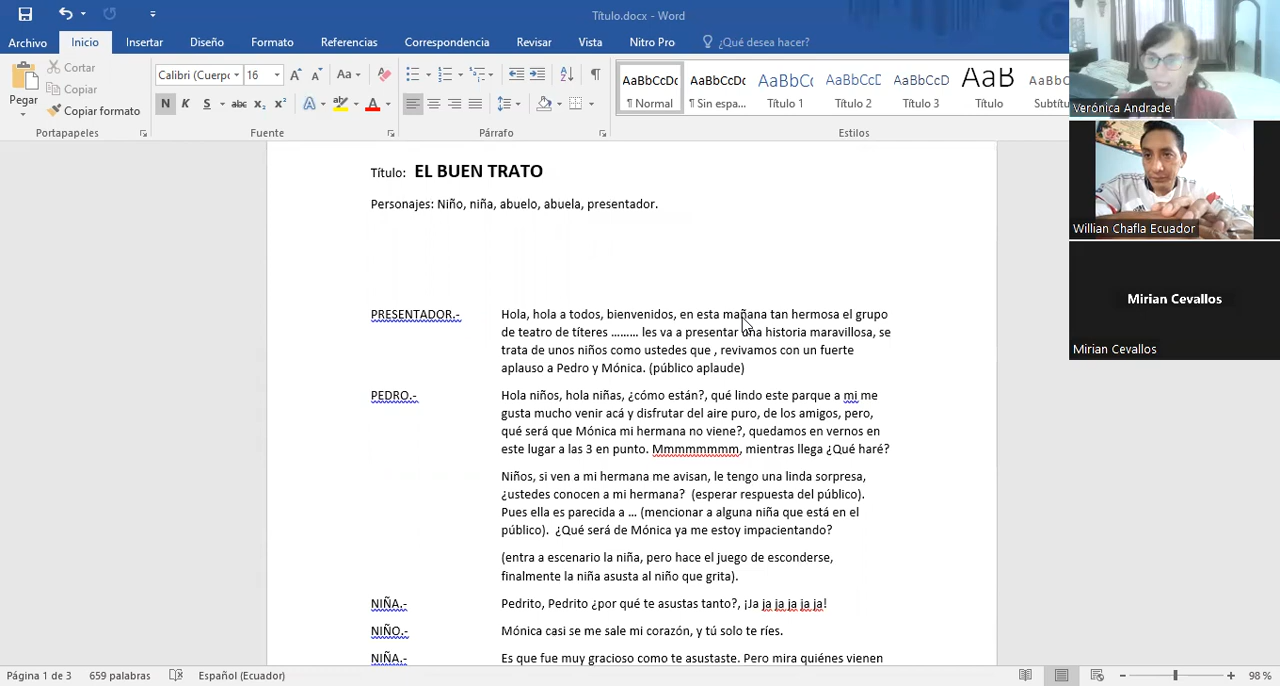 Título.docx - Word
Archivo Inicio Insertar Diseño Formato Referencias Correspondencia Revisar Vista Nitro Pro ¿Qué desea hacer?
Pegar
Cortar
Copiar
Copiar formato
Portapapeles
Calibri (Cuerpo 16
N K S abc x₂ x²
Fuente
Párrafo
AaBbCcDc AaBbCcDc AaBbCcD AaBbCcD AaBbCcD AaB AaBbCcD
¶ Normal ¶ Sin espa... Título 1 Título 2 Título 3 Título Subtítu
Estilos
Verónica Andrade
Willian Chafla Ecuador
Mirian Cevallos
Mirian Cevallos
Título: EL BUEN TRATO
Personajes: Niño, niña, abuelo, abuela, presentador.
PRESENTADOR.- Hola, hola a todos, bienvenidos, en esta mañana tan hermosa el grupo
de teatro de títeres ……… les va a presentar una historia maravillosa, se
trata de unos niños como ustedes que , revivamos con un fuerte
aplauso a Pedro y Mónica. (público aplaude)
PEDRO.- Hola niños, hola niñas, ¿cómo están?, qué lindo este parque a mi me
gusta mucho venir acá y disfrutar del aire puro, de los amigos, pero,
qué será que Mónica mi hermana no viene?, quedamos en vernos en
este lugar a las 3 en punto. Mmmmmmmm, mientras llega ¿Qué haré?
Niños, si ven a mi hermana me avisan, le tengo una linda sorpresa,
¿ustedes conocen a mi hermana? (esperar respuesta del público).
Pues ella es parecida a … (mencionar a alguna niña que está en el
público). ¿Qué será de Mónica ya me estoy impacientando?
(entra a escenario la niña, pero hace el juego de esconderse,
finalmente la niña asusta al niño que grita).
NIÑA.- Pedrito, Pedrito ¿por qué te asustas tanto?, ¡Ja ja ja ja ja ja!
NIÑO.- Mónica casi se me sale mi corazón, y tú solo te ríes.
NIÑA.- Es que fue muy gracioso como te asustaste. Pero mira quiénes vienen
Página 1 de 3 659 palabras Español (Ecuador) 98 %